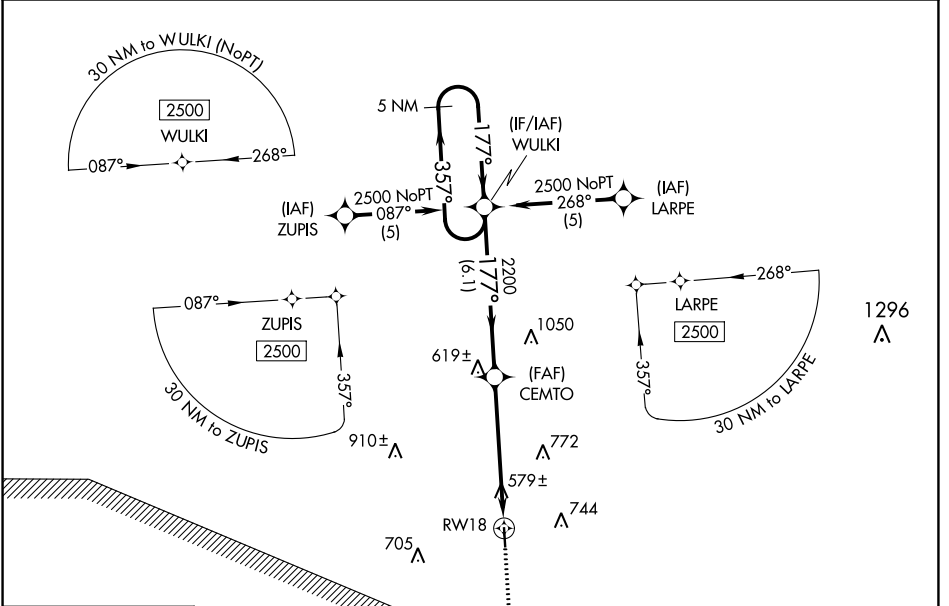 30 NM to WULKI (NoPT)
2500
WULKI
087°
268°
5 NM
177°
357°
(IF/IAF)
WULKI
(IAF)
ZUPIS
2500 NoPT
087°
(5)
2500 NoPT
268°
(5)
(IAF)
LARPE
2200
177°
(6.1)
087°
ZUPIS
2500
357°
30 NM to ZUPIS
268°
LARPE
2500
357°
30 NM to LARPE
1296
1050
619±
(FAF)
CEMTO
910±
772
579±
RW18
744
705